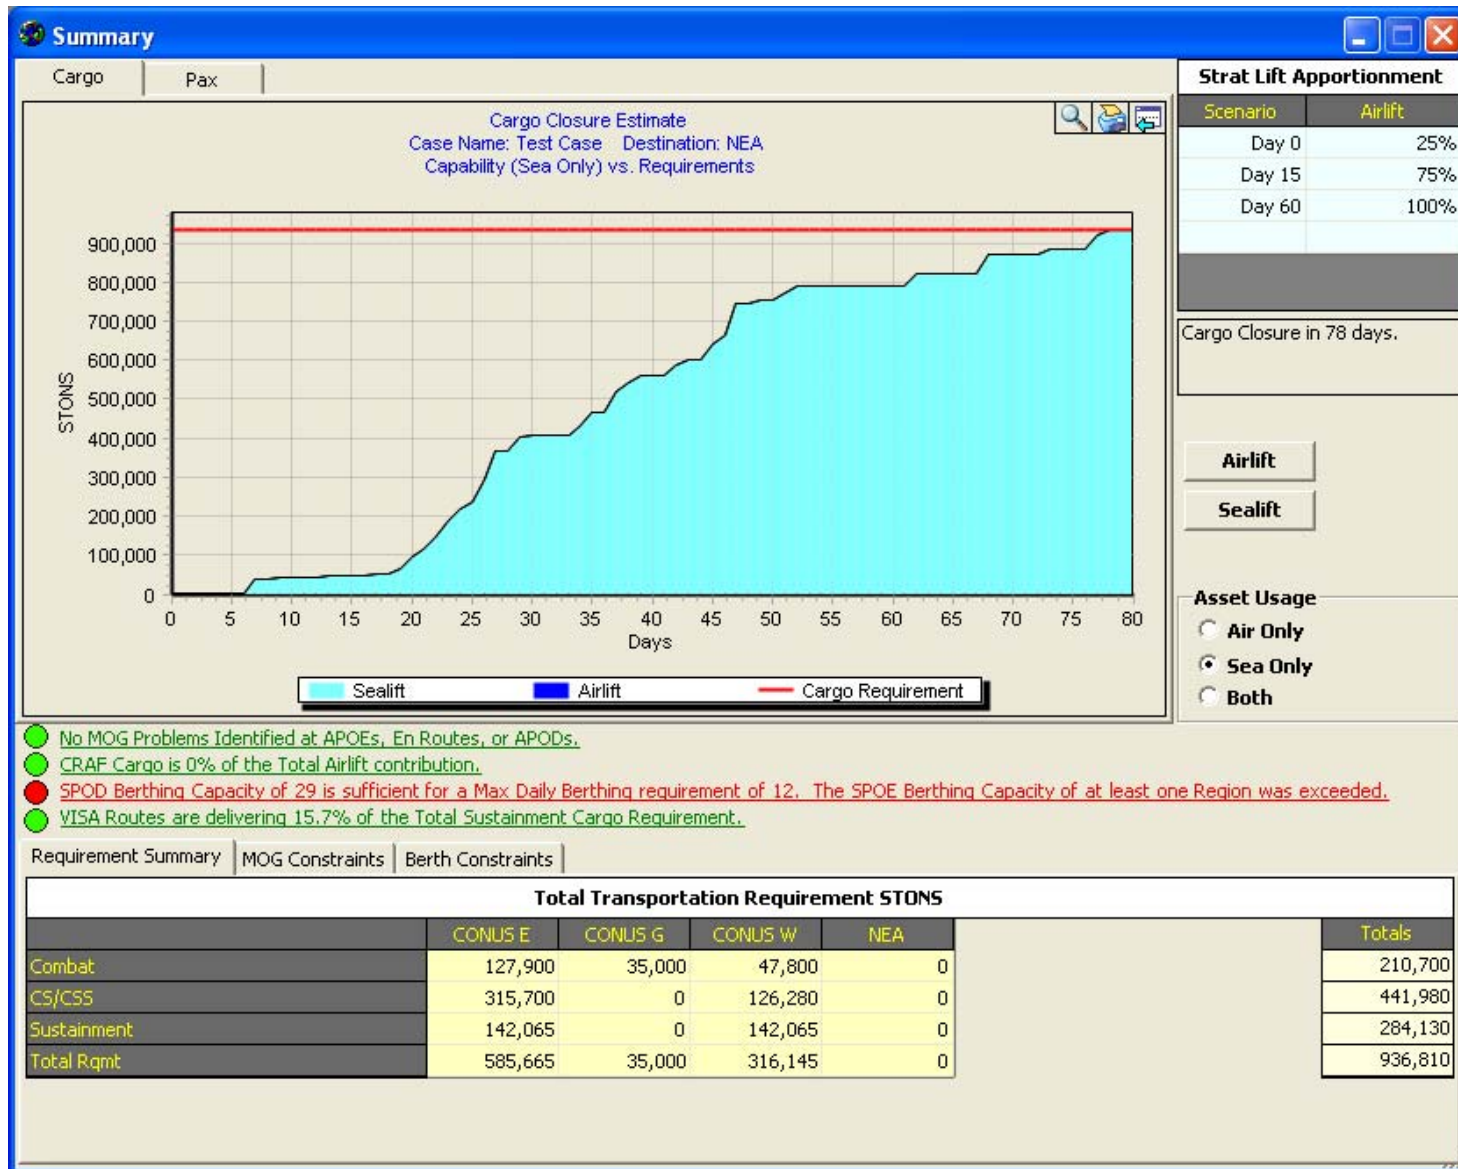 Summary
Cargo Pax
Cargo Closure Estimate
Case Name: Test Case Destination: NEA
Capability (Sea Only) vs. Requirements
STONS
900,000
800,000
700,000
600,000
500,000
400,000
300,000
200,000
100,000
0
0 5 10 15 20 25 30 35 40 45 50 55 60 65 70 75 80
Days
Sealift Airlift Cargo Requirement
Strat Lift Apportionment
Scenario Airlift
Day 0 25%
Day 15 75%
Day 60 100%
Cargo Closure in 78 days.
Airlift
Sealift
Asset Usage
Air Only
Sea Only
Both
No MOG Problems Identified at APOEs, En Routes, or APODs.
CRAF Cargo is 0% of the Total Airlift contribution.
SPOD Berthing Capacity of 29 is sufficient for a Max Daily Berthing requirement of 12. The SPOE Berthing Capacity of at least one Region was exceeded.
VISA Routes are delivering 15.7% of the Total Sustainment Cargo Requirement.
Requirement Summary MOG Constraints Berth Constraints
Total Transportation Requirement STONS
CONUS E CONUS G CONUS W NEA Totals
Combat 127,900 35,000 47,800 0 210,700
CS/CSS 315,700 0 126,280 0 441,980
Sustainment 142,065 0 142,065 0 284,130
Total Rqmt 585,665 35,000 316,145 0 936,810